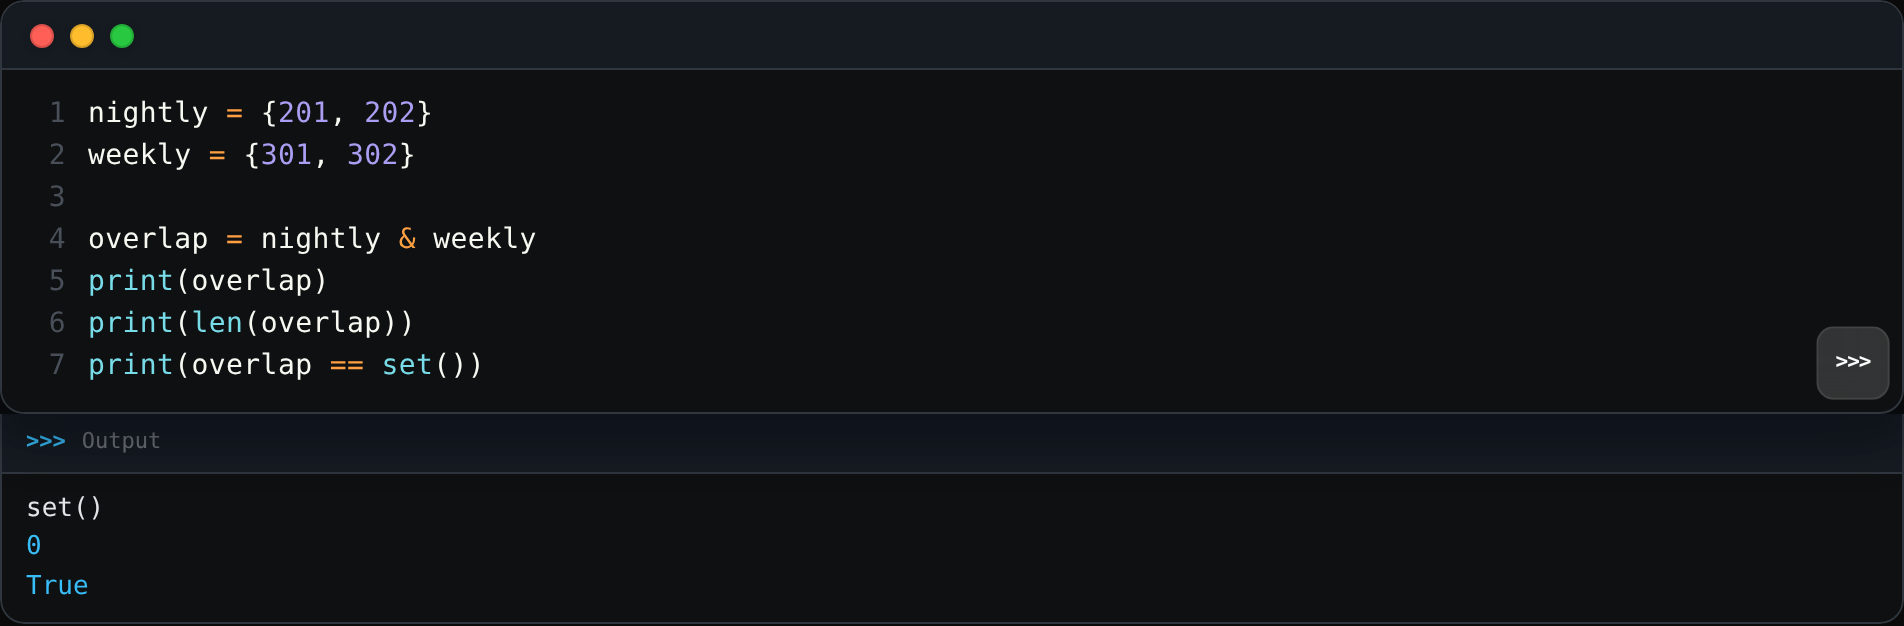 1 nightly = {201, 202}
2 weekly = {301, 302}
3
4 overlap = nightly & weekly
5 print(overlap)
6 print(len(overlap))
7 print(overlap == set())
>>>
>>> Output
set()
0
True